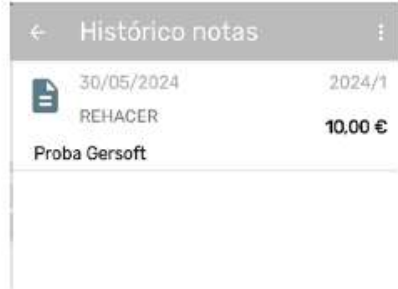 Histórico notas
30/05/2024 2024/1
REHACER 10,00 €
Proba Gersoft